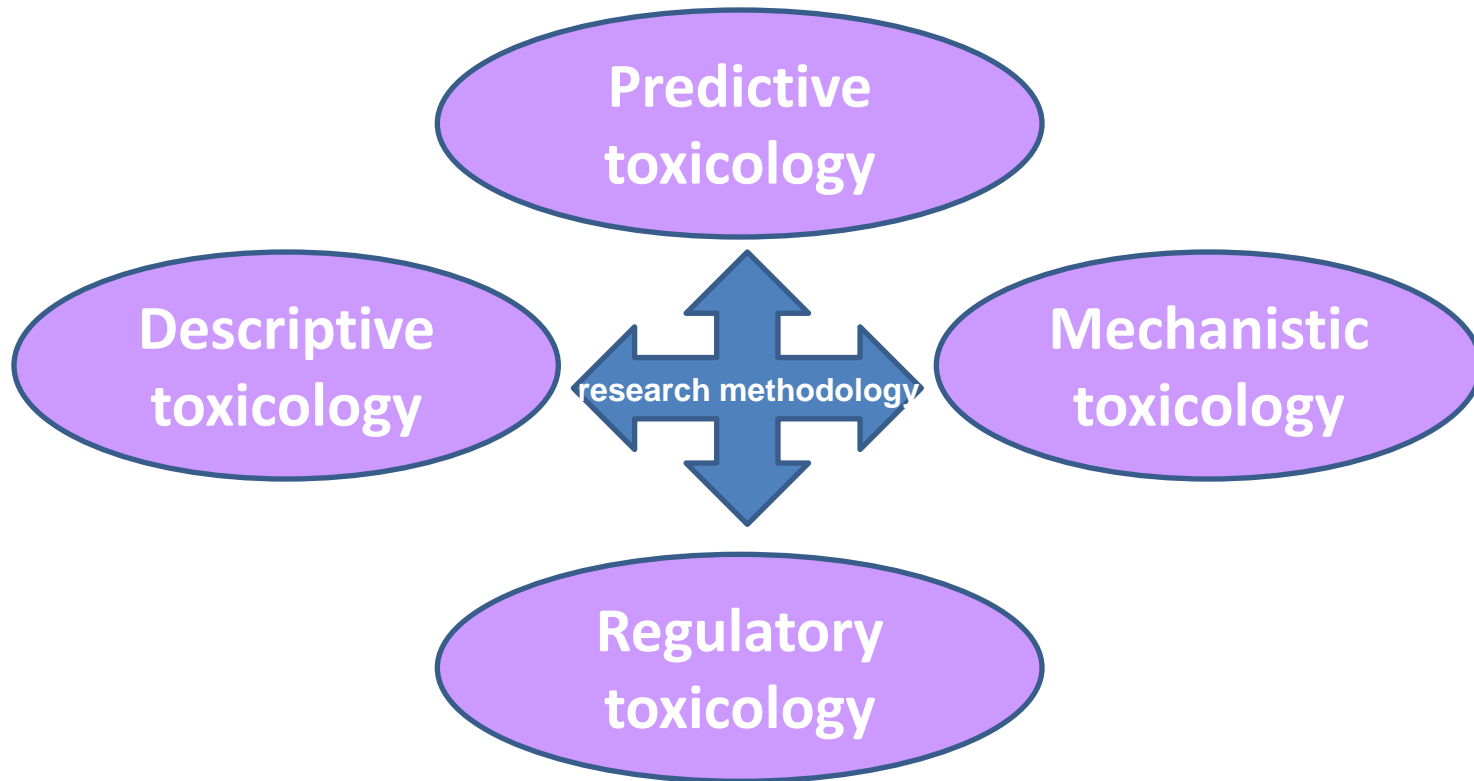 Predictive
toxicology
Descriptive
toxicology
research methodology
Mechanistic
toxicology
Regulatory
toxicology